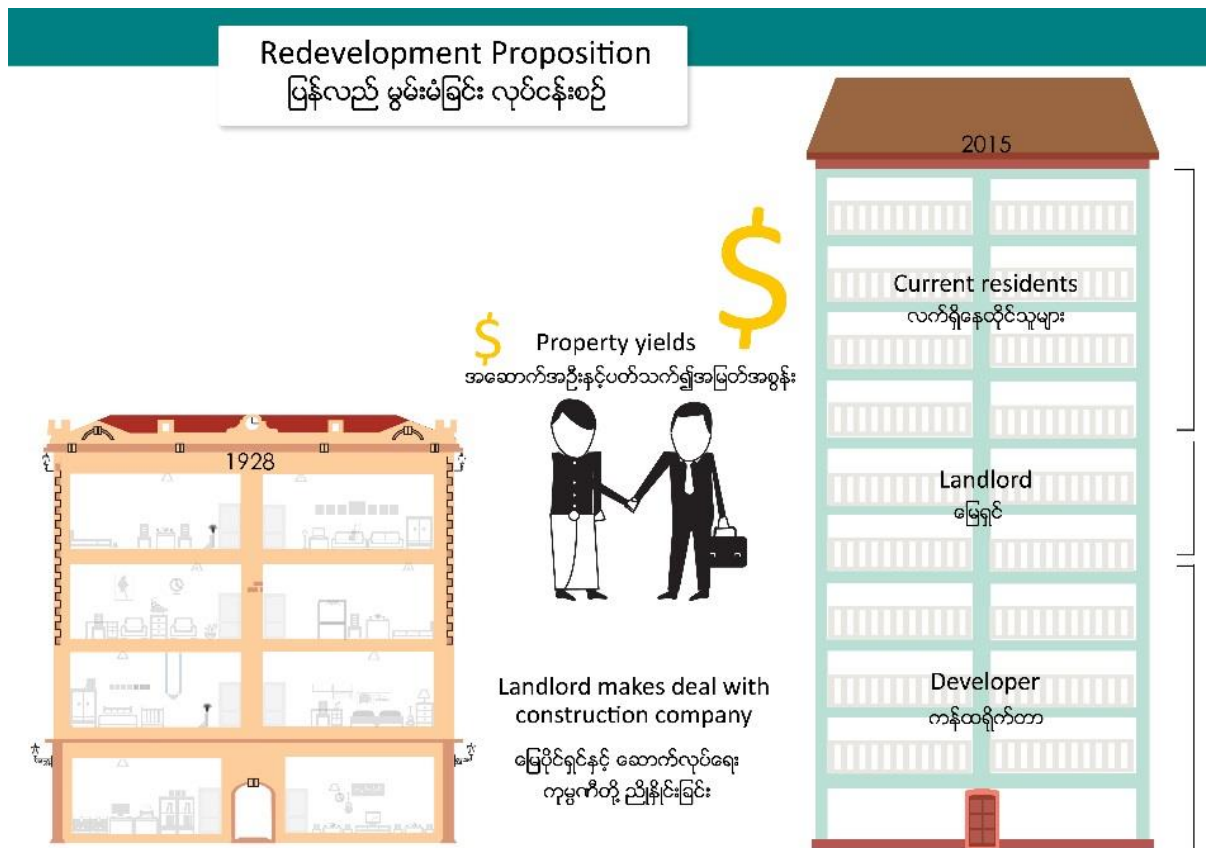 Redevelopment Proposition
ပြန်လည် မွမ်းမံခြင်း လုပ်ငန်းစဉ်
2015
Current residents
လက်ရှိနေထိုင်သူများ
$
$
Property yields
အဆောက်အဦးနှင့်ပတ်သက်၍အမြတ်အစွန်း
1928
Landlord
မြေရှင်
Landlord makes deal with
construction company
မြေပိုင်ရှင်နှင့် ဆောက်လုပ်ရေး
ကုမ္ပဏီတို့ ညှိနှိုင်းခြင်း
Developer
ကန်ထရိုက်တာ